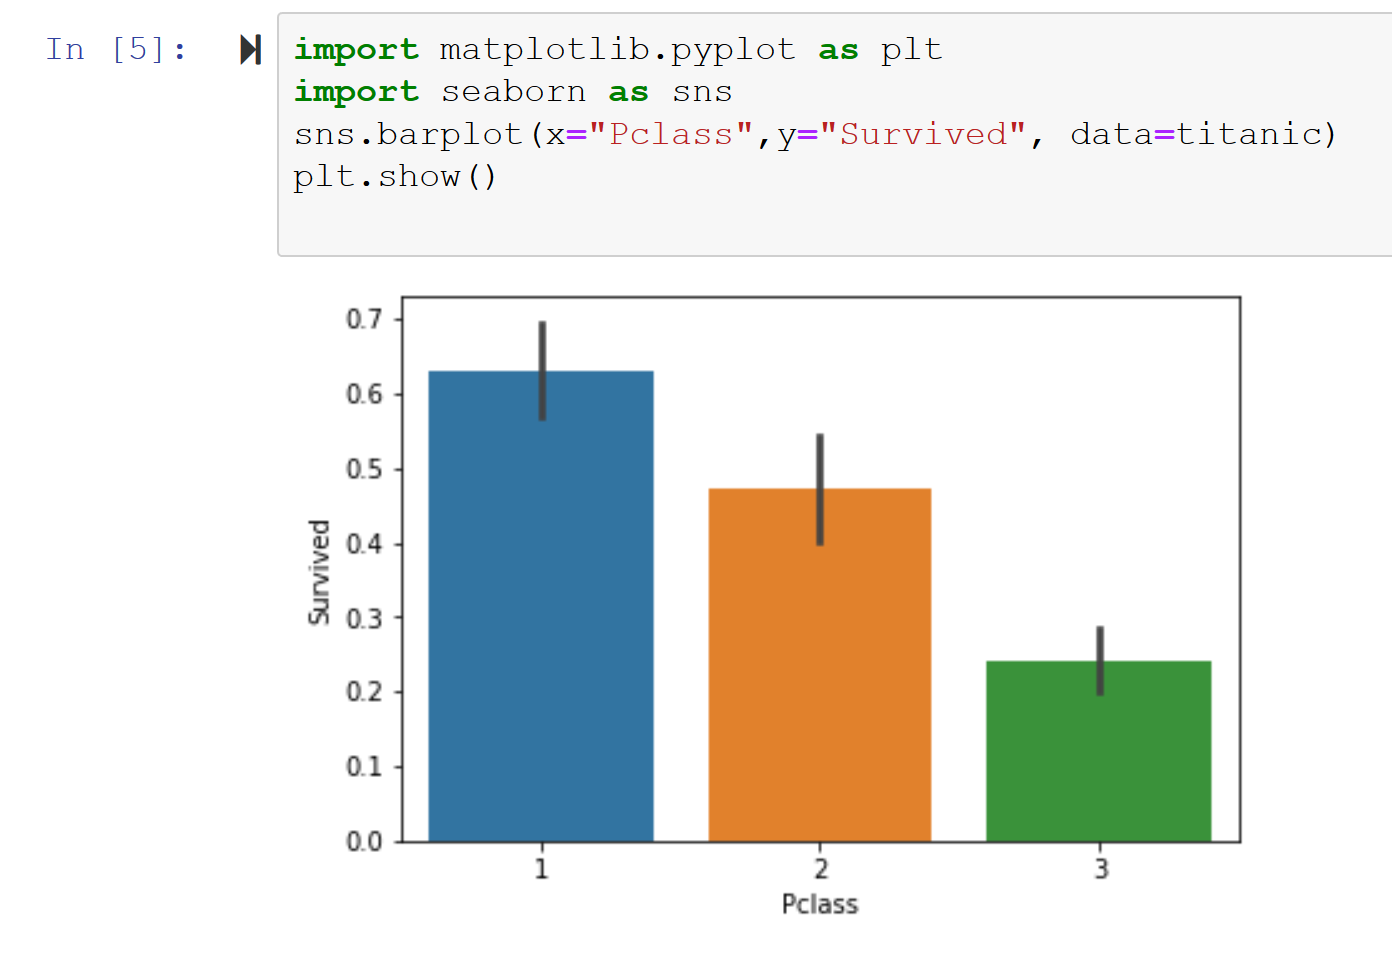 In [5]:
import matplotlib.pyplot as plt
import seaborn as sns
sns.barplot(x="Pclass",y="Survived", data=titanic)
plt.show()
0.7
0.6
0.5
0.4
0.3
0.2
0.1
0.0
Survived
1 2 3
Pclass